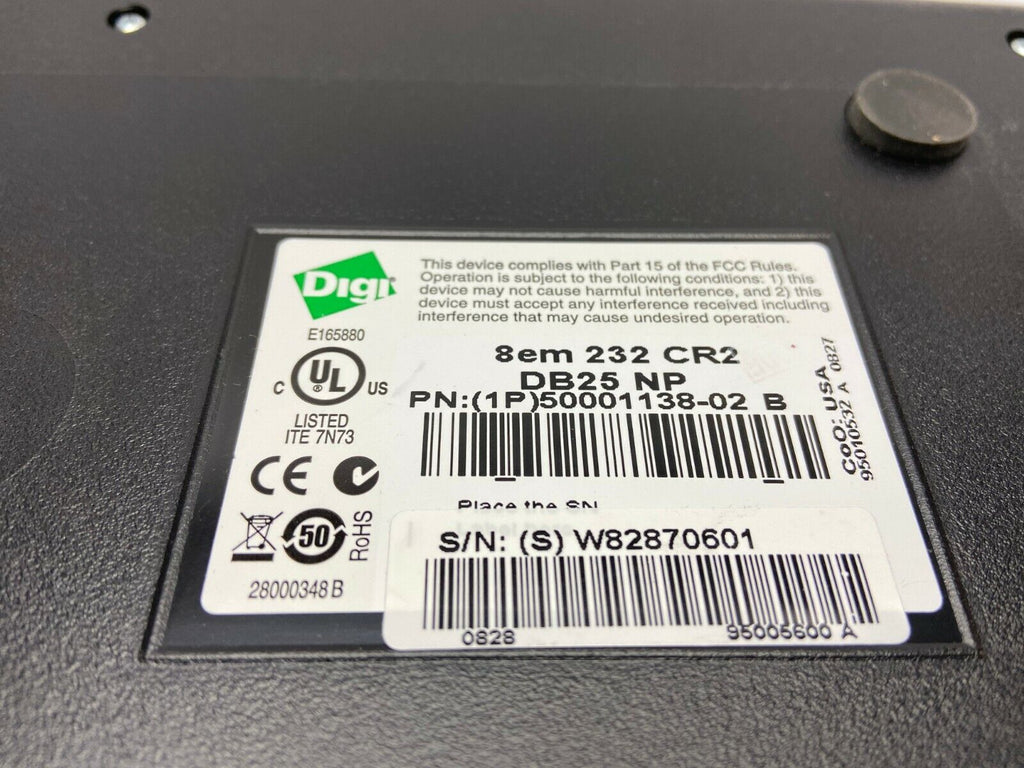 Digi
This device complies with Part 15 of the FCC Rules.
Operation is subject to the following conditions: 1) this
device may not cause harmful interference, and 2) this
device must accept any interference received including
interference that may cause undesired operation.
E165880
C UL US
LISTED
ITE 7N73
CE
50
RoHS
28000348 B
8em 232 CR2
DB25 NP
PN:(1P)50001138-02 B
COO: USA
95010532 A 0827
Place the SN
S/N: (S) W82870601
0828 95005600 A